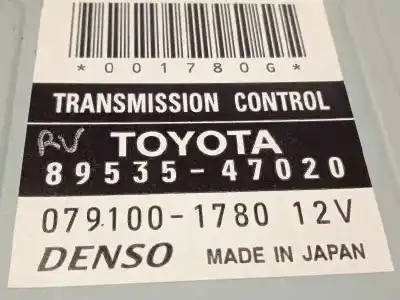 *001780G*
TRANSMISSION CONTROL
RV TOYOTA
89535-47020
079100-1780 12V
DENSO MADE IN JAPAN